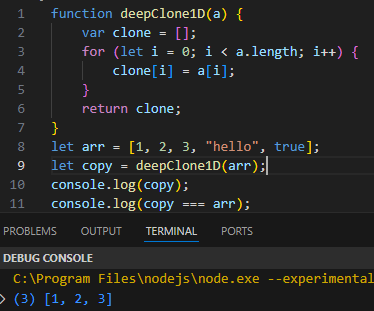 1 function deepClone1D(a) {
2     var clone = [];
3     for (let i = 0; i < a.length; i++) {
4         clone[i] = a[i];
5     }
6     return clone;
7 }
8 let arr = [1, 2, 3, "hello", true];
9 let copy = deepClone1D(arr);
10 console.log(copy);
11 console.log(copy === arr);
PROBLEMS OUTPUT TERMINAL PORTS
DEBUG CONSOLE
C:\Program Files\nodejs\node.exe --experimental
> (3) [1, 2, 3]